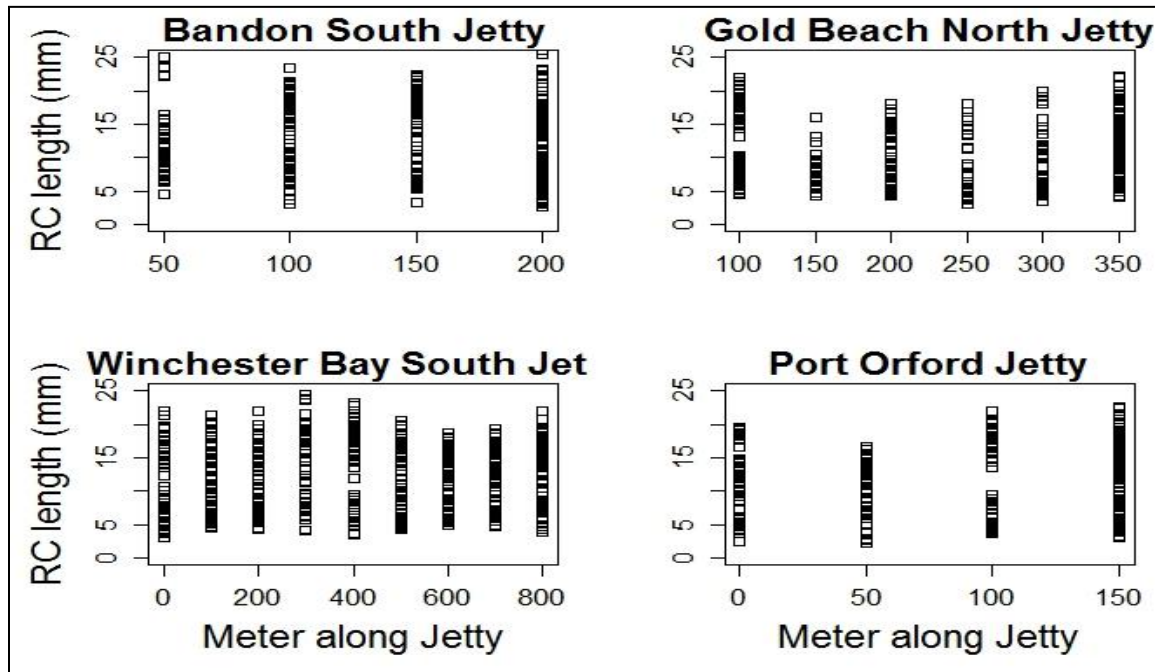 Bandon South Jetty
RC length (mm)
0 5 15 25
50 100 150 200
Gold Beach North Jetty
0 5 15 25
100 150 200 250 300 350
Winchester Bay South Jet
RC length (mm)
0 5 15 25
0 200 400 600 800
Meter along Jetty
Port Orford Jetty
0 5 15 25
0 50 100 150
Meter along Jetty